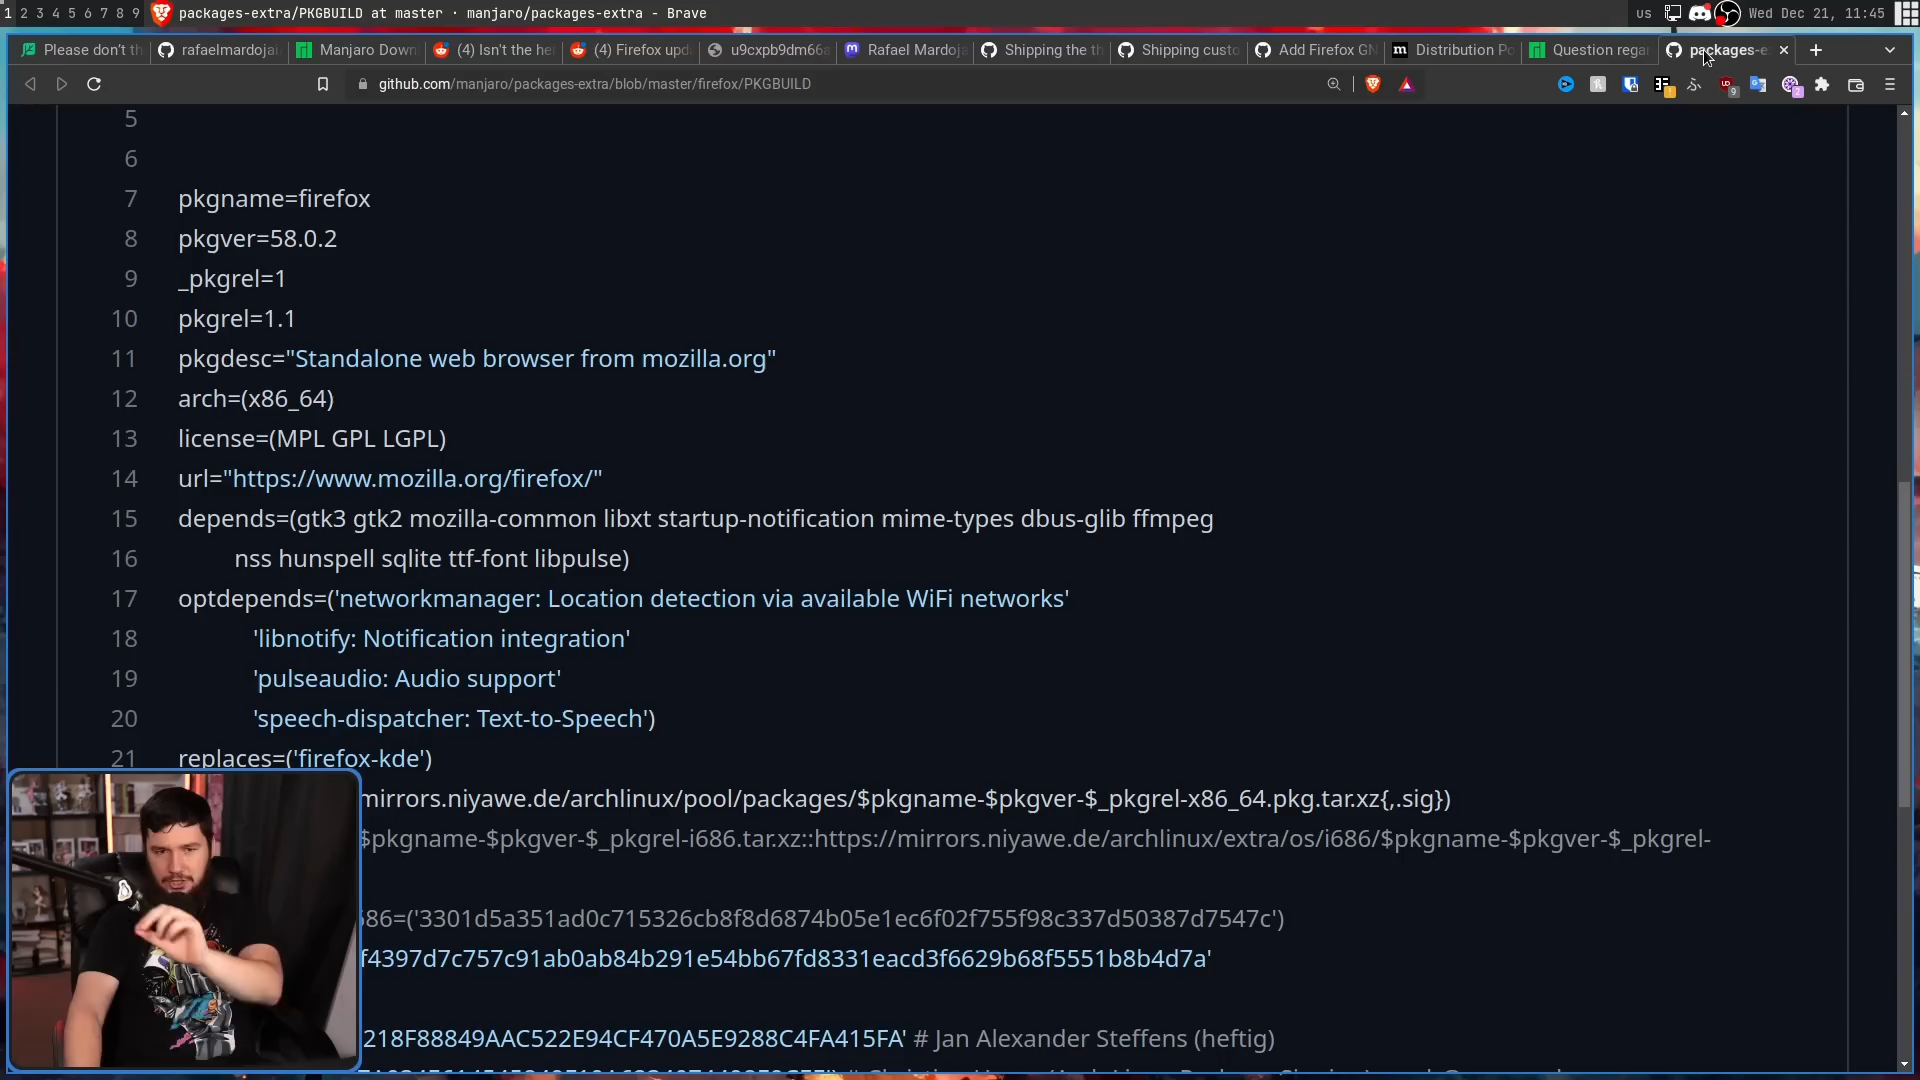 1 2 3 4 5 6 7 8 9 packages-extra/PKGBUILD at master · manjaro/packages-extra - Brave us Wed Dec 21, 11:45
Please don't th rafaelmardojai Manjaro Down (4) Isn't the he (4) Firefox upd u9cxpb9dm66 Rafael Mardoja Shipping the th Shipping custo Add Firefox GN Distribution Po Question regar packages-e
github.com/manjaro/packages-extra/blob/master/firefox/PKGBUILD
5
6
7 pkgname=firefox
8 pkgver=58.0.2
9 _pkgrel=1
10 pkgrel=1.1
11 pkgdesc="Standalone web browser from mozilla.org"
12 arch=(x86_64)
13 license=(MPL GPL LGPL)
14 url="https://www.mozilla.org/firefox/"
15 depends=(gtk3 gtk2 mozilla-common libxt startup-notification mime-types dbus-glib ffmpeg
16 nss hunspell sqlite ttf-font libpulse)
17 optdepends=('networkmanager: Location detection via available WiFi networks'
18 'libnotify: Notification integration'
19 'pulseaudio: Audio support'
20 'speech-dispatcher: Text-to-Speech')
21 replaces=('firefox-kde')
mirrors.niyawe.de/archlinux/pool/packages/$pkgname-$pkgver-$_pkgrel-x86_64.pkg.tar.xz{,.sig})
$pkgname-$pkgver-$_pkgrel-i686.tar.xz::https://mirrors.niyawe.de/archlinux/extra/os/i686/$pkgname-$pkgver-$_pkgrel-
86=('3301d5a351ad0c715326cb8f8d6874b05e1ec6f02f755f98c337d50387d7547c')
f4397d7c757c91ab0ab84b291e54bb67fd8331eacd3f6629b68f5551b8b4d7a'
218F88849AAC522E94CF470A5E9288C4FA415FA' # Jan Alexander Steffens (heftig)